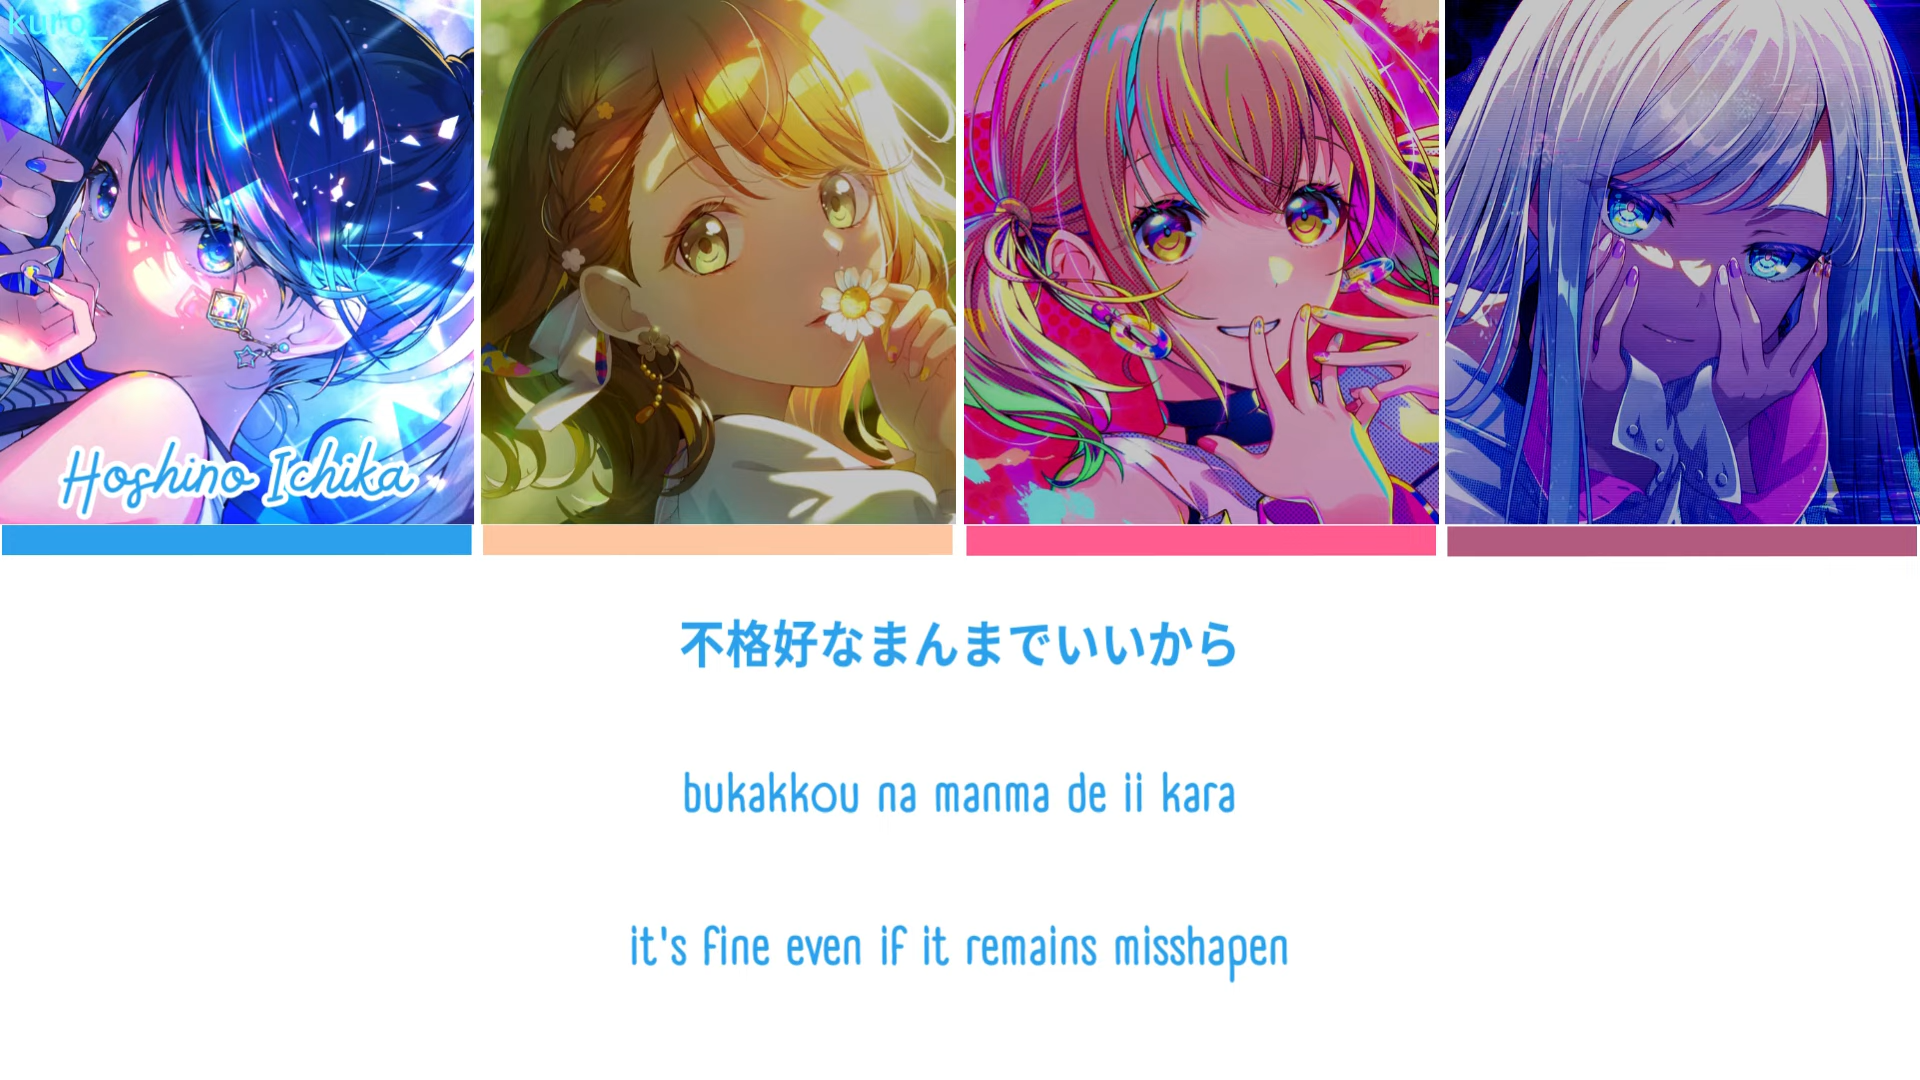 kuro_
Hoshino Ichika
不格好なまんまでいいから
bukakkou na manma de ii kara
it's fine even if it remains misshapen